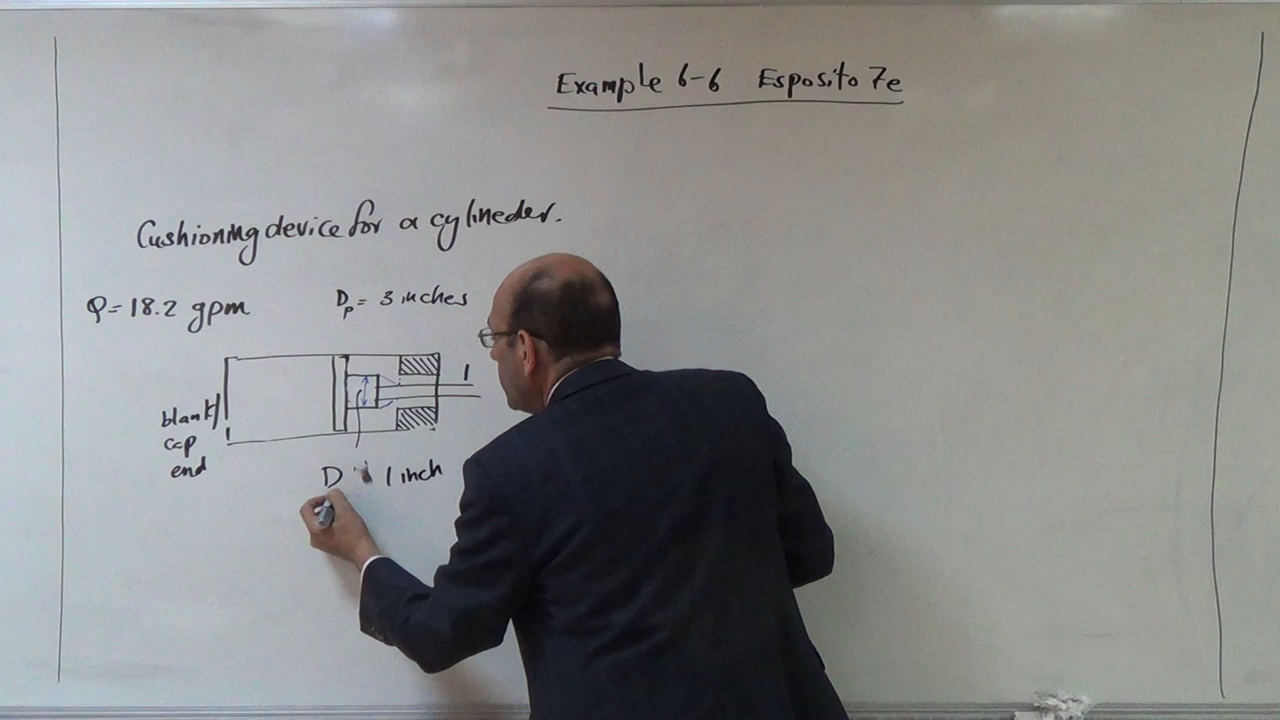 Example 6-6 Esposito 7e
Cushioning device for a cylineder.
Q = 18.2 gpm
Dp = 3 inches
blank/
cap
end
D 1 inch